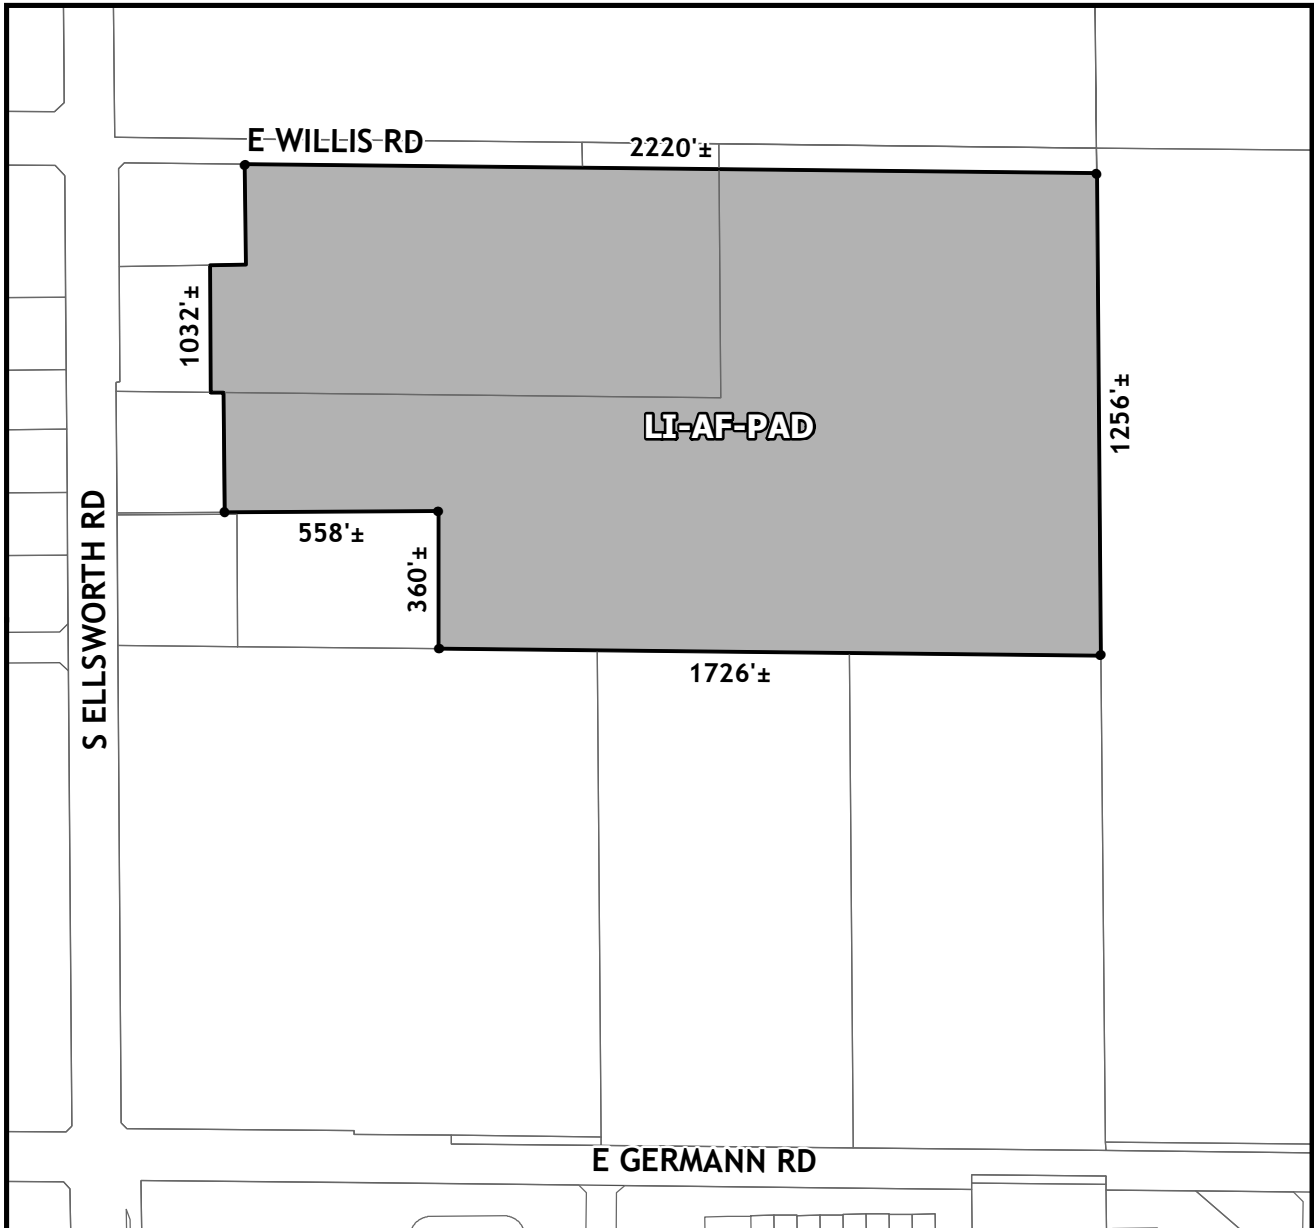 E WILLIS RD
2220'±
1032'±
1256'±
LI-AF-PAD
558'±
360'±
S ELLSWORTH RD
1726'±
E GERMANN RD